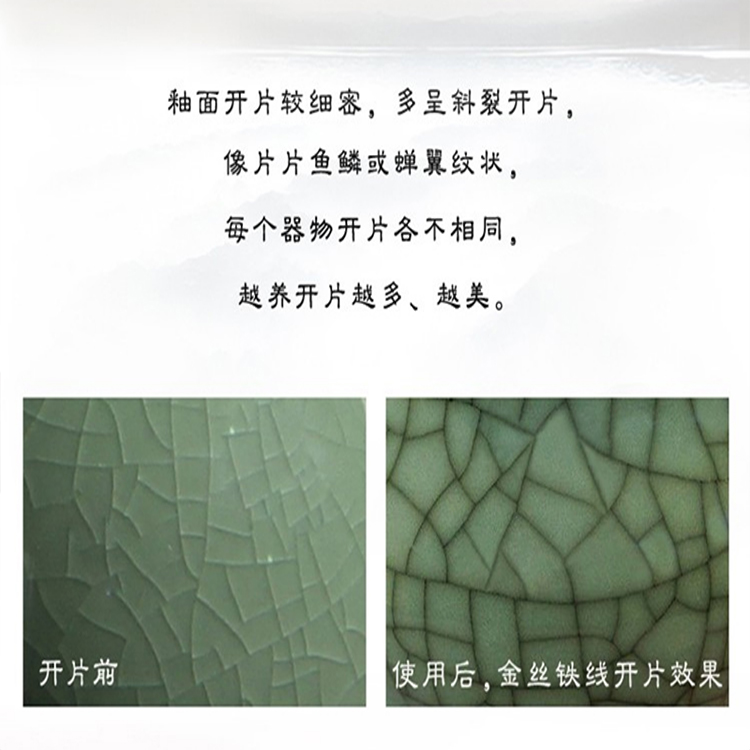 釉面开片较细密，多呈斜裂开片，
像片片鱼鳞或蝉翼纹状，
每个器物开片各不相同，
越养开片越多、越美。
开片前
使用后，金丝铁线开片效果